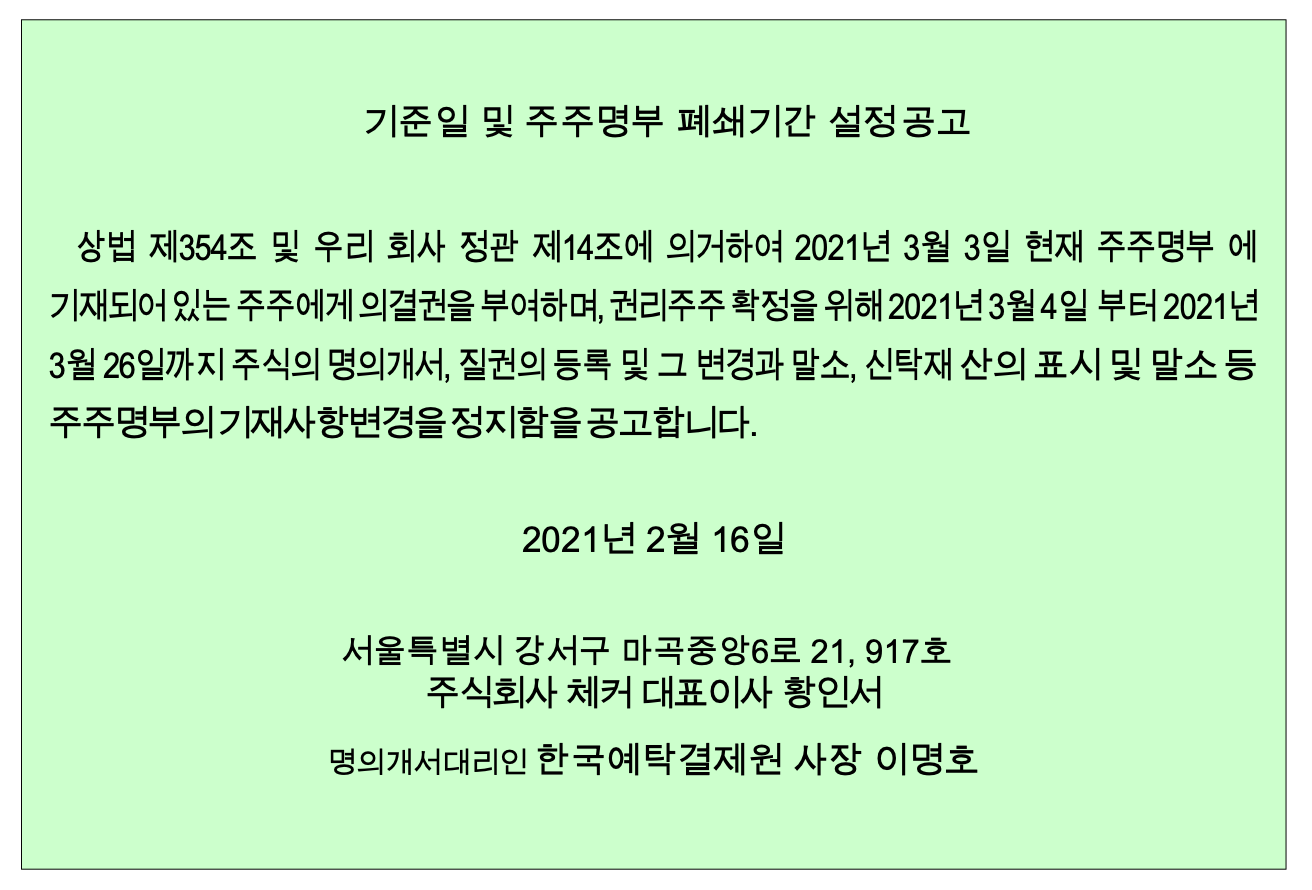 기준일 및 주주명부 폐쇄기간 설정공고
상법 제354조 및 우리 회사 정관 제14조에 의거하여 2021년 3월 3일 현재 주주명부 에
기재되어 있는 주주에게 의결권을 부여하며, 권리주주 확정을 위해 2021년 3월 4일 부터 2021년
3월 26일까지 주식의 명의개서, 질권의 등록 및 그 변경과 말소, 신탁재 산의 표시 및 말소 등
주주명부의 기재사항변경을 정지함을 공고합니다.
2021년 2월 16일
서울특별시 강서구 마곡중앙6로 21, 917호
주식회사 체커 대표이사 황인서
명의개서대리인 한국예탁결제원 사장 이명호